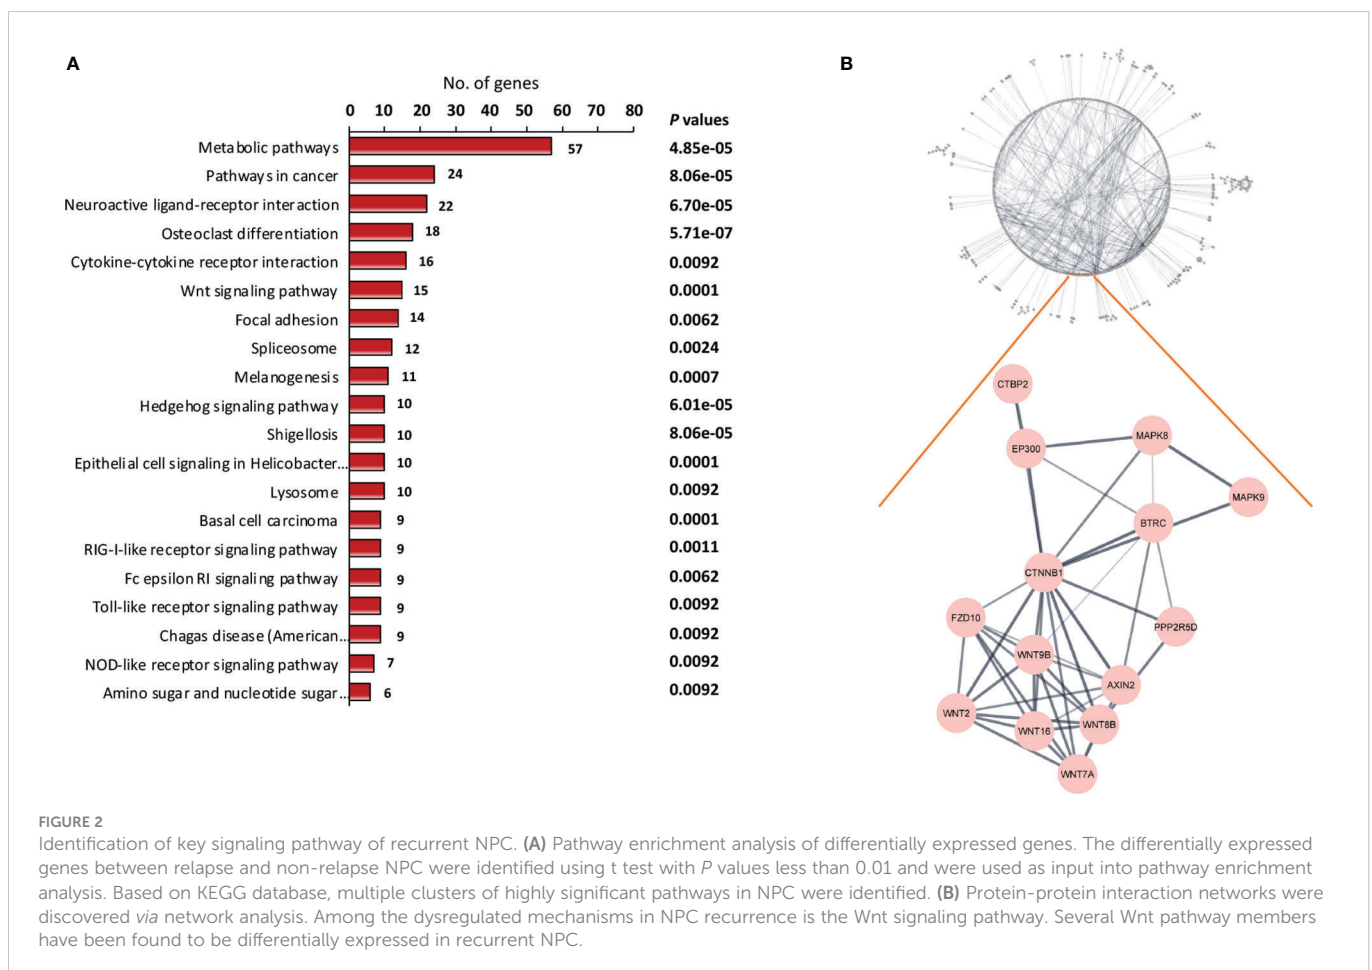 A
No. of genes
0 10 20 30 40 50 60 70 80
P values
Metabolic pathways 57 4.85e-05
Pathways in cancer 24 8.06e-05
Neuroactive ligand-receptor interaction 22 6.70e-05
Osteoclast differentiation 18 5.71e-07
Cytokine-cytokine receptor interaction 16 0.0092
Wnt signaling pathway 15 0.0001
Focal adhesion 14 0.0062
Spliceosome 12 0.0024
Melanogenesis 11 0.0007
Hedgehog signaling pathway 10 6.01e-05
Shigellosis 10 8.06e-05
Epithelial cell signaling in Helicobacter... 10 0.0001
Lysosome 10 0.0092
Basal cell carcinoma 9 0.0001
RIG-I-like receptor signaling pathway 9 0.0011
Fc epsilon RI signaling pathway 9 0.0062
Toll-like receptor signaling pathway 9 0.0092
Chagas disease (American... 9 0.0092
NOD-like receptor signaling pathway 7 0.0092
Amino sugar and nucleotide sugar... 6 0.0092
B
CTBP2
EP300
MAPK8
MAPK9
BTRC
CTNNB1
FZD10
PPP2R5D
WNT9B
AXIN2
WNT2
WNT16
WNT8B
WNT7A
FIGURE 2
Identification of key signaling pathway of recurrent NPC. (A) Pathway enrichment analysis of differentially expressed genes. The differentially expressed
genes between relapse and non-relapse NPC were identified using t test with P values less than 0.01 and were used as input into pathway enrichment
analysis. Based on KEGG database, multiple clusters of highly significant pathways in NPC were identified. (B) Protein-protein interaction networks were
discovered via network analysis. Among the dysregulated mechanisms in NPC recurrence is the Wnt signaling pathway. Several Wnt pathway members
have been found to be differentially expressed in recurrent NPC.